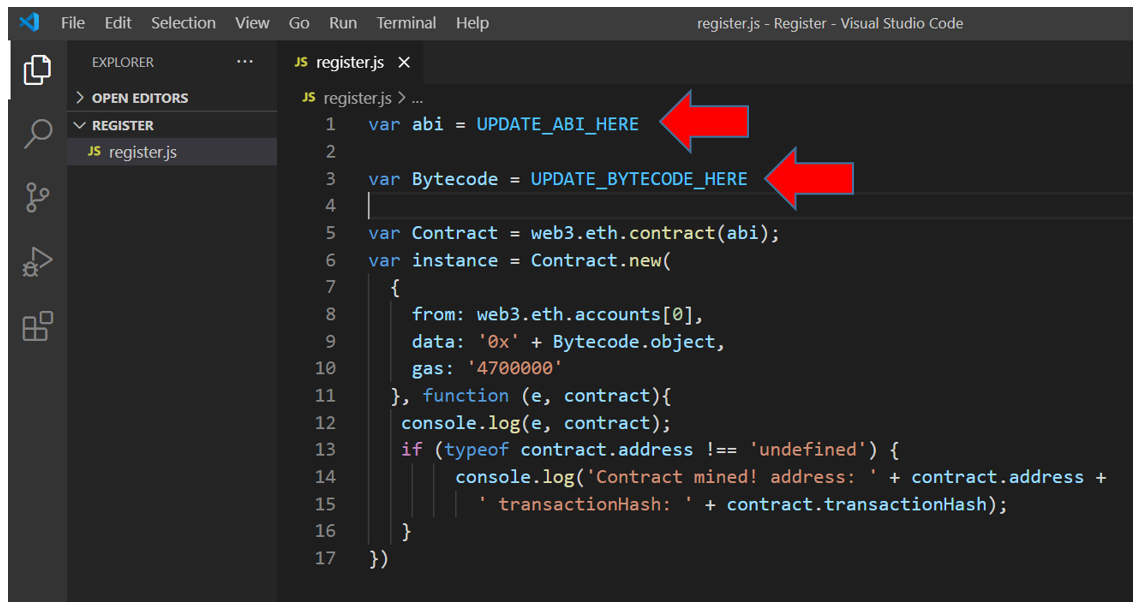 File Edit Selection View Go Run Terminal Help register.js - Register - Visual Studio Code
EXPLORER ...
JS register.js ×
OPEN EDITORS
REGISTER
JS register.js
JS register.js > ...
1 var abi = UPDATE_ABI_HERE
2
3 var Bytecode = UPDATE_BYTECODE_HERE
4
5 var Contract = web3.eth.contract(abi);
6 var instance = Contract.new(
7 {
8 from: web3.eth.accounts[0],
9 data: '0x' + Bytecode.object,
10 gas: '4700000'
11 }, function (e, contract){
12 console.log(e, contract);
13 if (typeof contract.address !== 'undefined') {
14 console.log('Contract mined! address: ' + contract.address +
15 ' transactionHash: ' + contract.transactionHash);
16 }
17 })